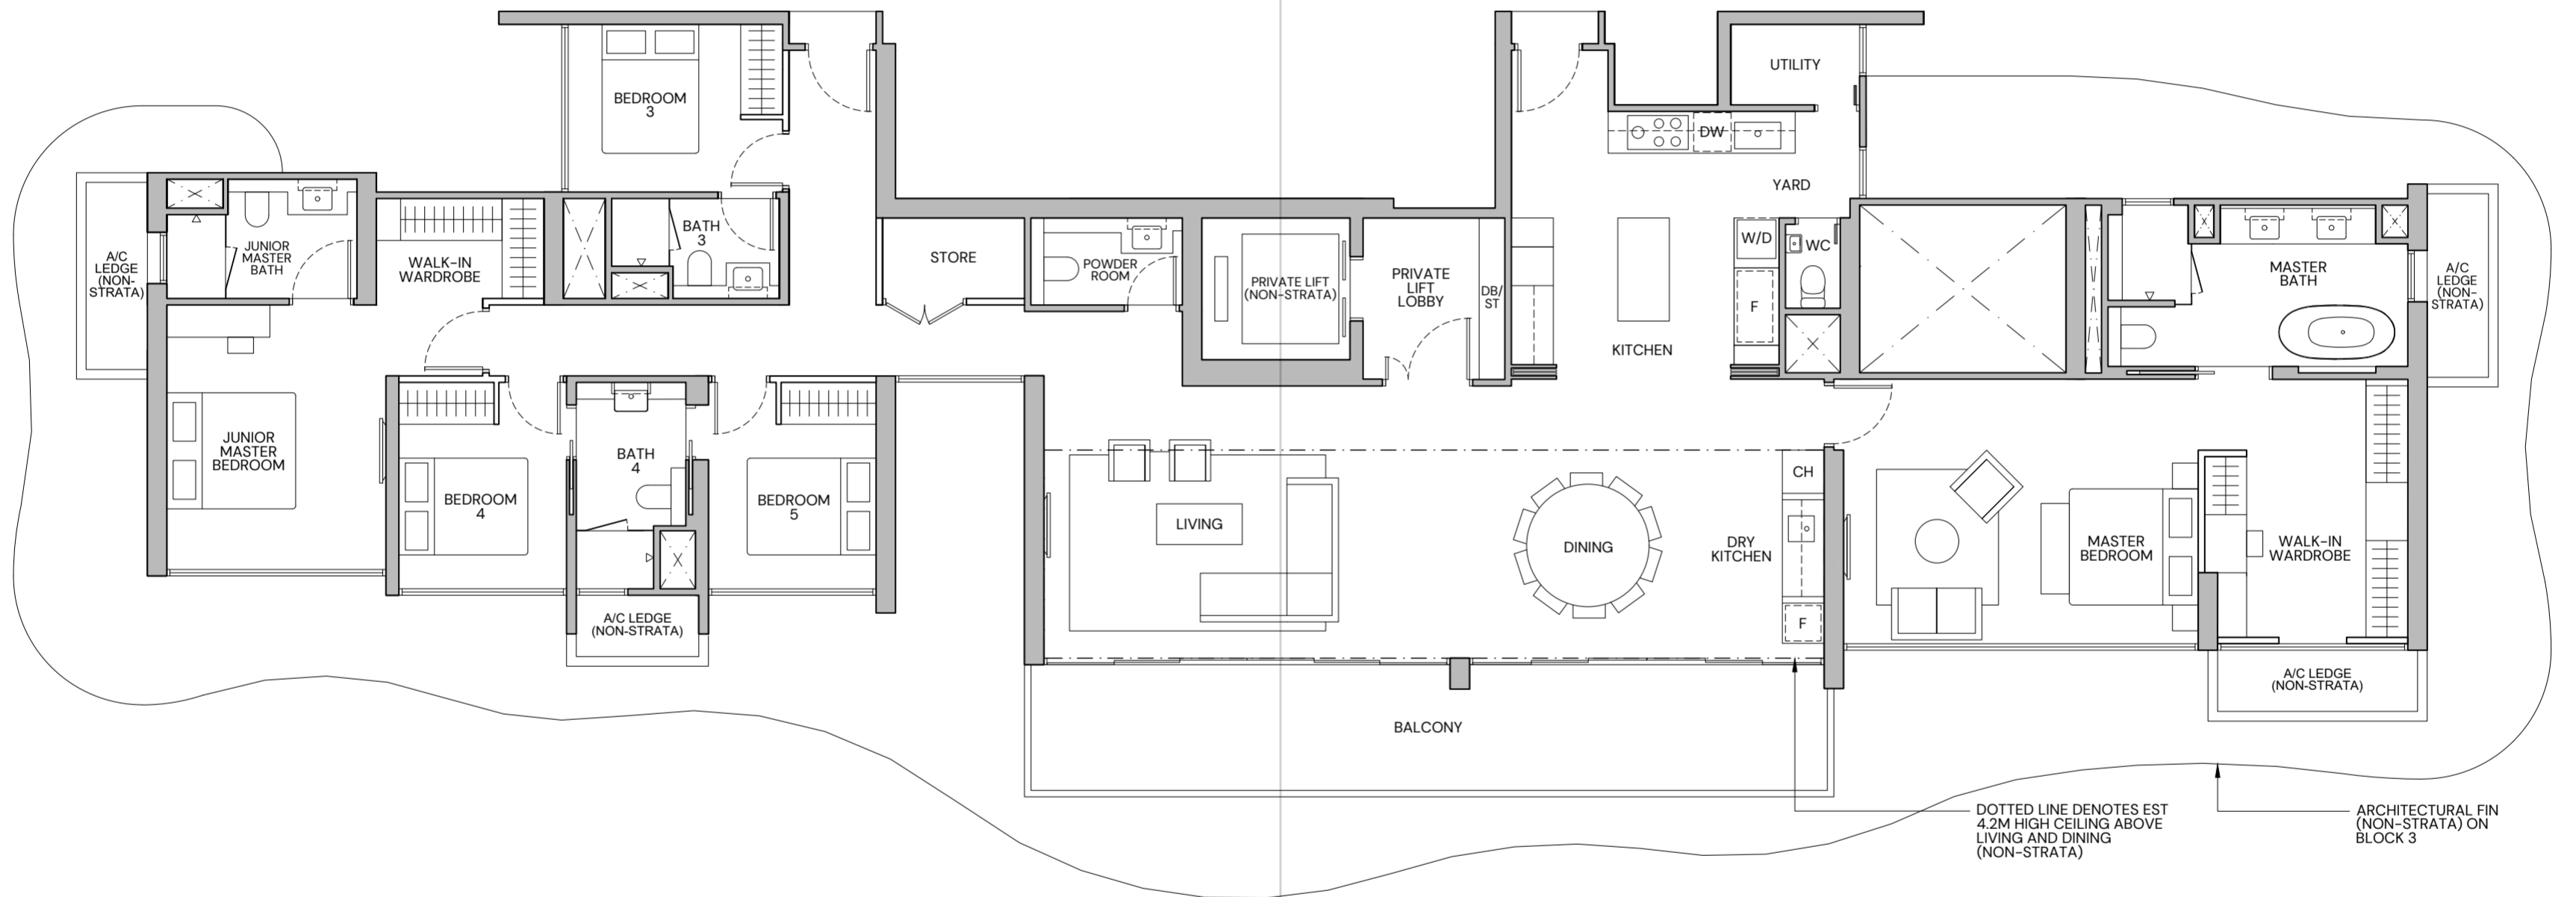 UTILITY
BEDROOM
3
DW
YARD
A/C
LEDGE
(NON-
STRATA)
JUNIOR
MASTER
BATH
WALK-IN
WARDROBE
BATH
3
STORE
POWDER
ROOM
PRIVATE LIFT
(NON-STRATA)
PRIVATE
LIFT
LOBBY
DB/
ST
KITCHEN
W/D
F
WC
MASTER
BATH
A/C
LEDGE
(NON-
STRATA)
JUNIOR
MASTER
BEDROOM
BEDROOM
4
BATH
4
BEDROOM
5
A/C LEDGE
(NON-STRATA)
LIVING
DINING
DRY
KITCHEN
CH
F
MASTER
BEDROOM
WALK-IN
WARDROBE
A/C LEDGE
(NON-STRATA)
BALCONY
DOTTED LINE DENOTES EST
4.2M HIGH CEILING ABOVE
LIVING AND DINING
(NON-STRATA)
ARCHITECTURAL FIN
(NON-STRATA) ON
BLOCK 3